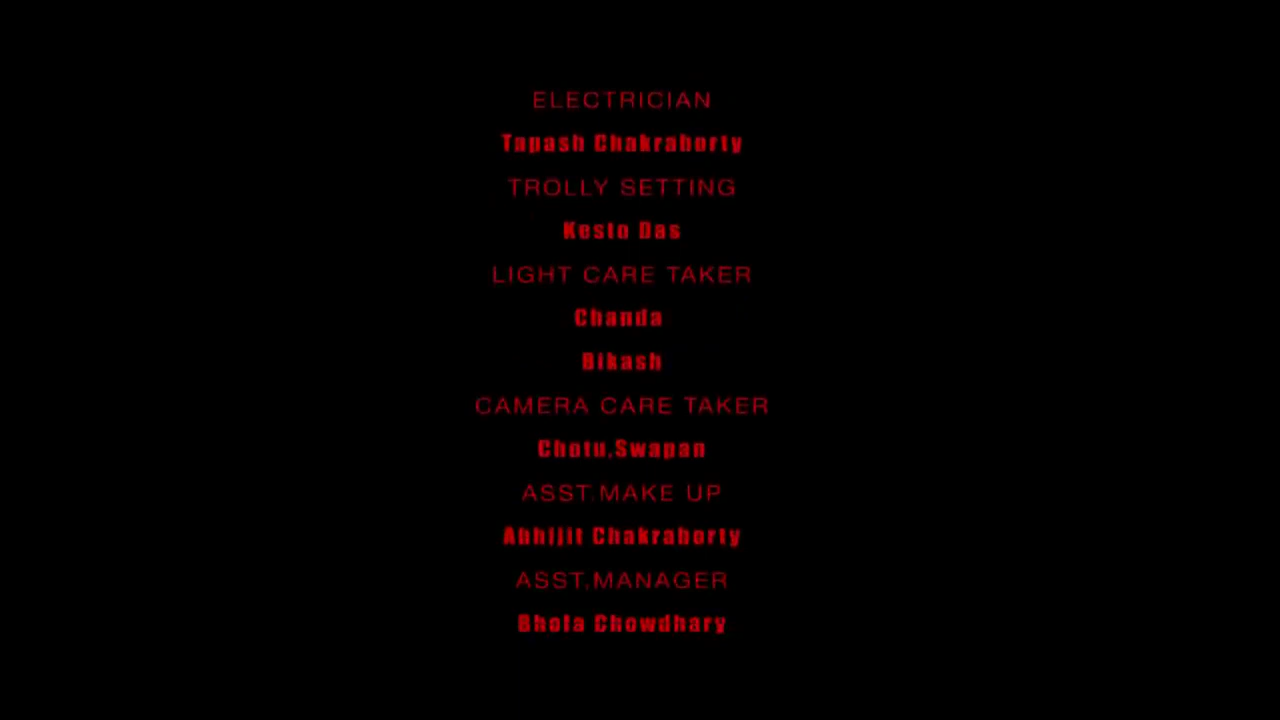 ELECTRICIAN
Tapash Chakraborty
TROLLY SETTING
Kesto Das
LIGHT CARE TAKER
Chanda
Bikash
CAMERA CARE TAKER
Chotu,Swapan
ASST.MAKE UP
Abhijit Chakraborty
ASST.MANAGER
Bhola Chowdhary